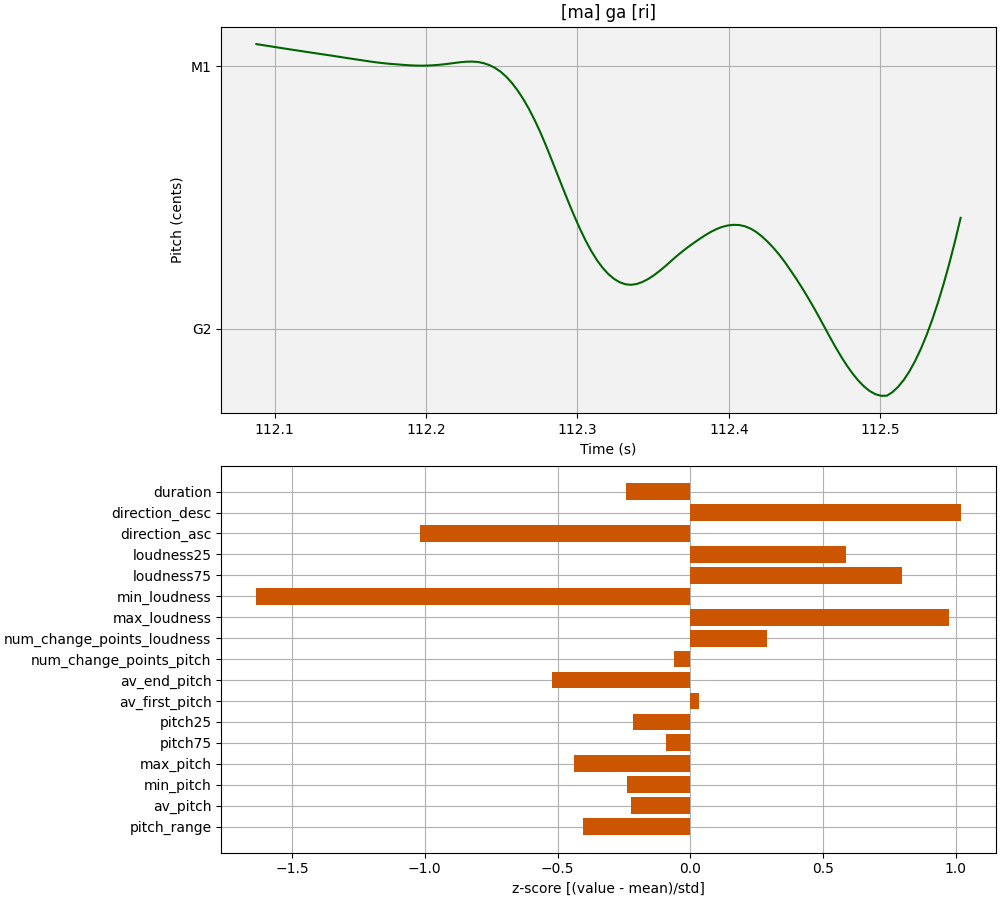 [ma] ga [ri]
M1
G2
Pitch (cents)
112.1 112.2 112.3 112.4 112.5
Time (s)
duration
direction_desc
direction_asc
loudness25
loudness75
min_loudness
max_loudness
num_change_points_loudness
num_change_points_pitch
av_end_pitch
av_first_pitch
pitch25
pitch75
max_pitch
min_pitch
av_pitch
pitch_range
−1.5 −1.0 −0.5 0.0 0.5 1.0
z-score [(value - mean)/std]